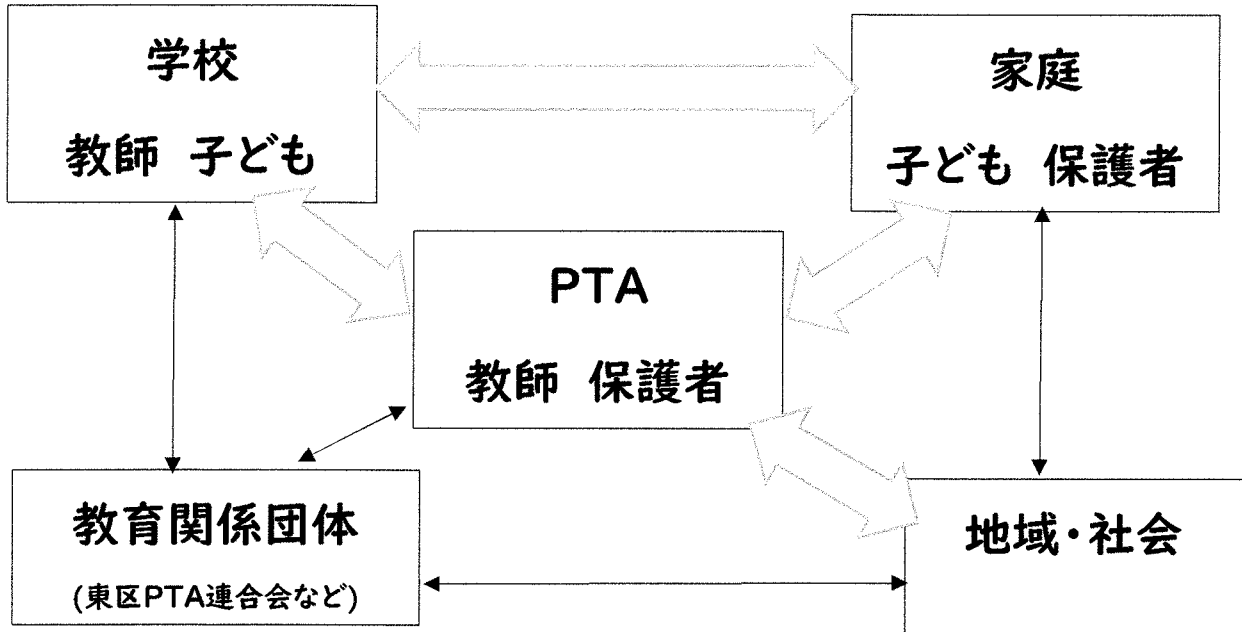 学校
教師 子ども
家庭
子ども 保護者
PTA
教師 保護者
教育関係団体
(東区PTA連合会など)
地域・社会